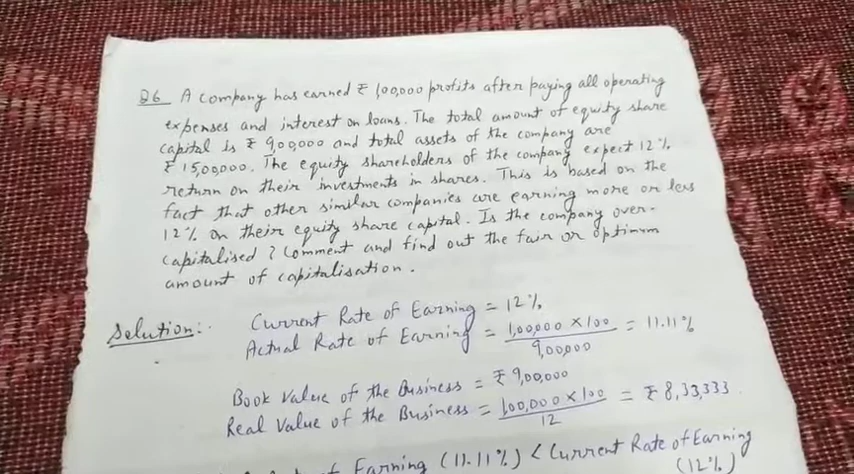 Q6 A company has earned ₹ 1,00,000 profits after paying all operating
expenses and interest on loans. The total amount of equity share
capital is ₹ 9,00,000 and total assets of the company are
₹ 15,00,000. The equity shareholders of the company expect 12%
return on their investments in shares. This is based on the
fact that other similar companies are earning more or less
12% on their equity share capital. Is the company over-
capitalised? Comment and find out the fair or optimum
amount of capitalisation.
Solution:- Current Rate of Earning = 12%
Actual Rate of Earning = 1,00,000 × 100 / 9,00,000 = 11.11%
Book Value of the Business = ₹ 9,00,000
Real Value of the Business = 1,00,000 × 100 / 12 = ₹ 8,33,333
of Earning (11.11%) < Current Rate of Earning
(12%)